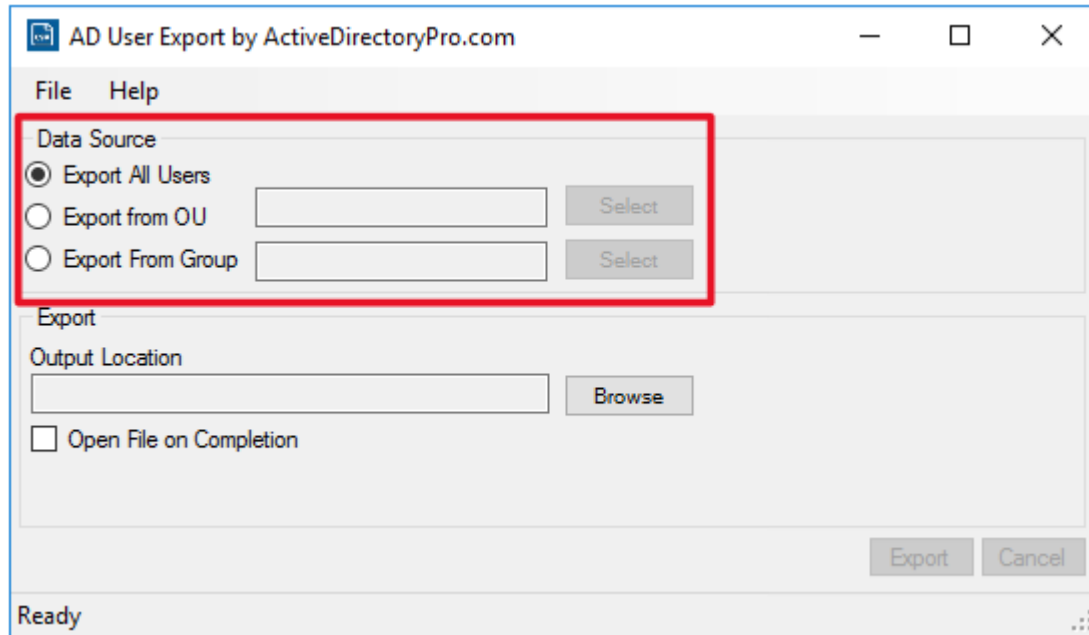 AD User Export by ActiveDirectoryPro.com
File Help
Data Source
Export All Users
Export from OU Select
Export From Group Select
Export
Output Location
Browse
Open File on Completion
Export Cancel
Ready